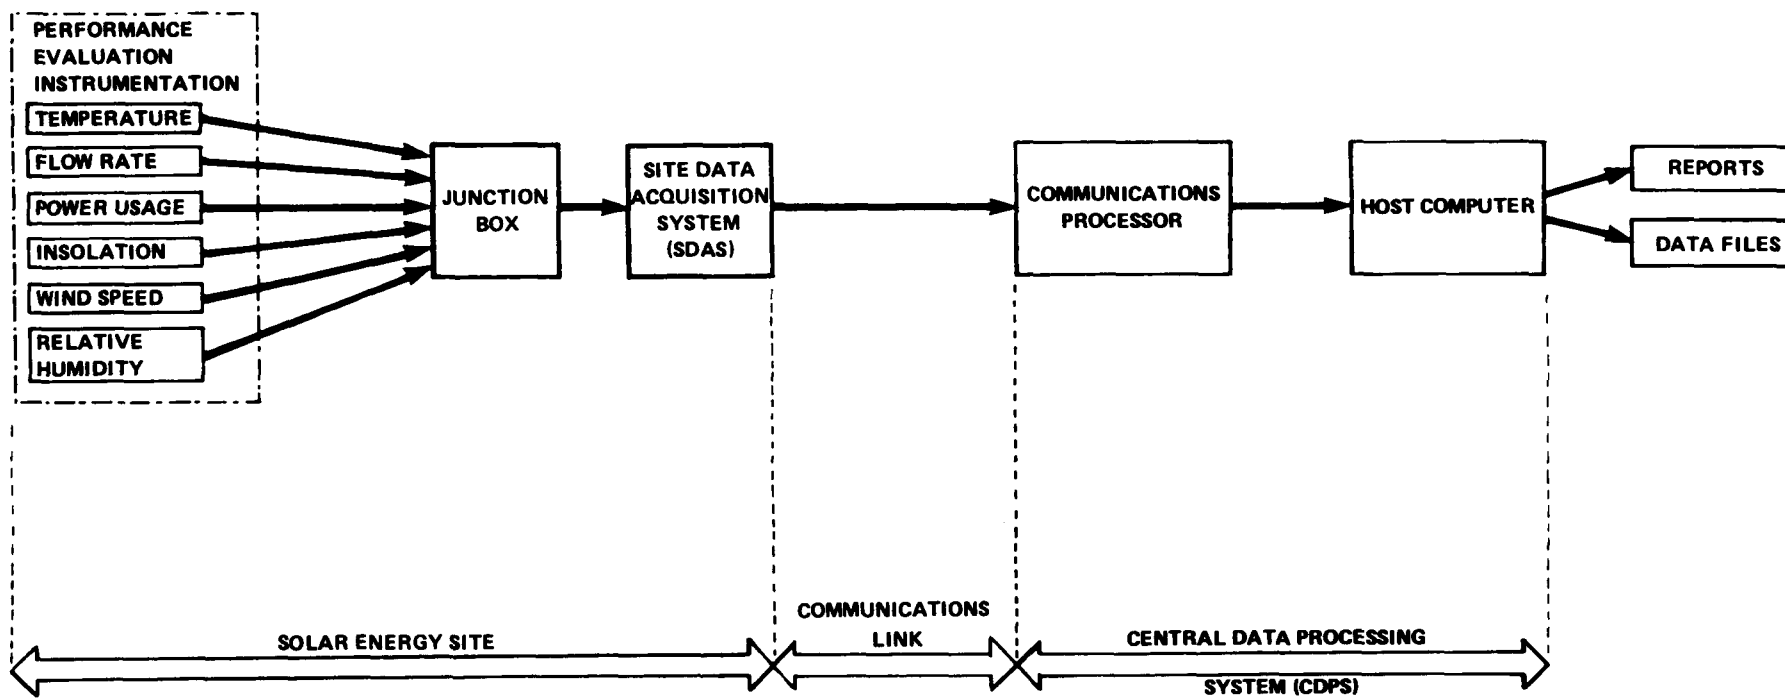 PERFORMANCE
EVALUATION
INSTRUMENTATION
TEMPERATURE
FLOW RATE
POWER USAGE
INSOLATION
WIND SPEED
RELATIVE
HUMIDITY
JUNCTION
BOX
SITE DATA
ACQUISITION
SYSTEM
(SDAS)
COMMUNICATIONS
PROCESSOR
HOST COMPUTER
REPORTS
DATA FILES
SOLAR ENERGY SITE
COMMUNICATIONS
LINK
CENTRAL DATA PROCESSING
SYSTEM (CDPS)